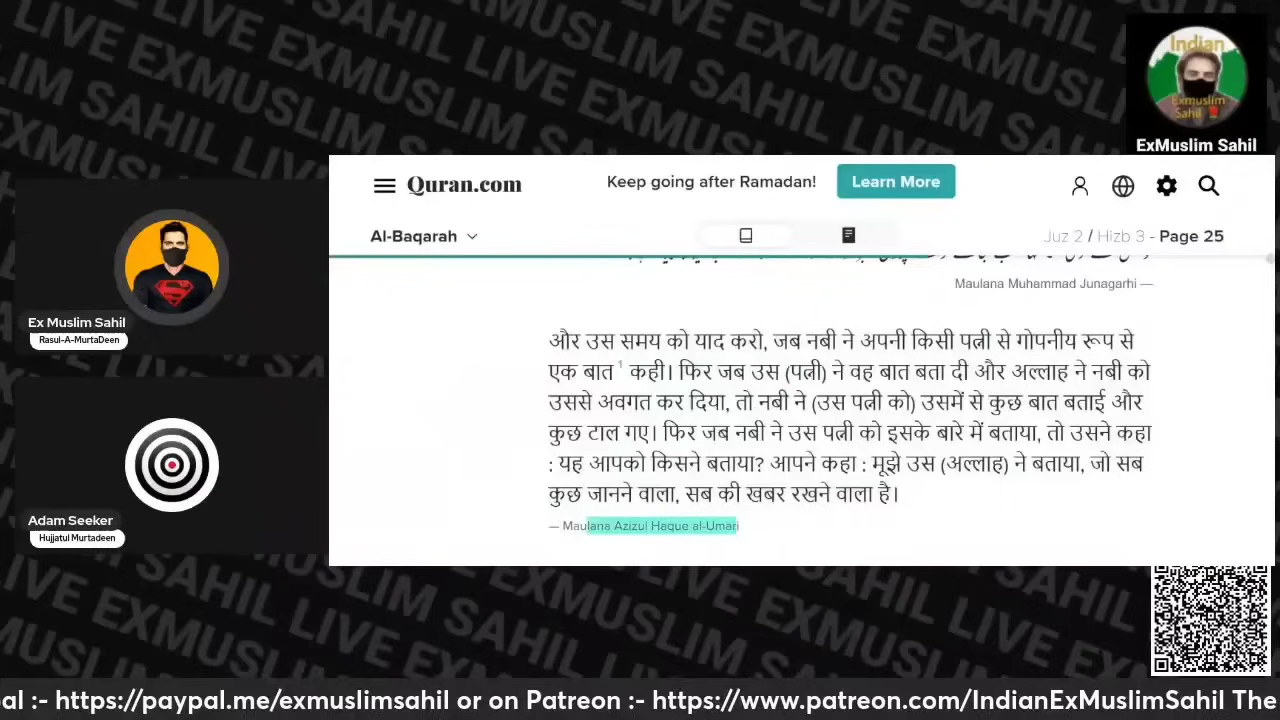 Indian
Exmuslim
Sahil
ExMuslim Sahil
Quran.com
Keep going after Ramadan!
Learn More
Al-Baqarah
Juz 2 / Hizb 3 - Page 25
Maulana Muhammad Junagarhi —
और उस समय को याद करो, जब नबी ने अपनी किसी पत्नी से गोपनीय रूप से
एक बात 1 कही। फिर जब उस (पत्नी) ने वह बात बता दी और अल्लाह ने नबी को
उससे अवगत कर दिया, तो नबी ने (उस पत्नी को) उसमें से कुछ बात बताई और
कुछ टाल गए। फिर जब नबी ने उस पत्नी को इसके बारे में बताया, तो उसने कहा
: यह आपको किसने बताया? आपने कहा : मूझे उस (अल्लाह) ने बताया, जो सब
कुछ जानने वाला, सब की खबर रखने वाला है।
— Maulana Azizul Haque al-Umari
Ex Muslim Sahil
Rasul-A-MurtaDeen
Adam Seeker
Hujjatul Murtadeen
al :- https://paypal.me/exmuslimsahil or on Patreon :- https://www.patreon.com/IndianExMuslimSahil The